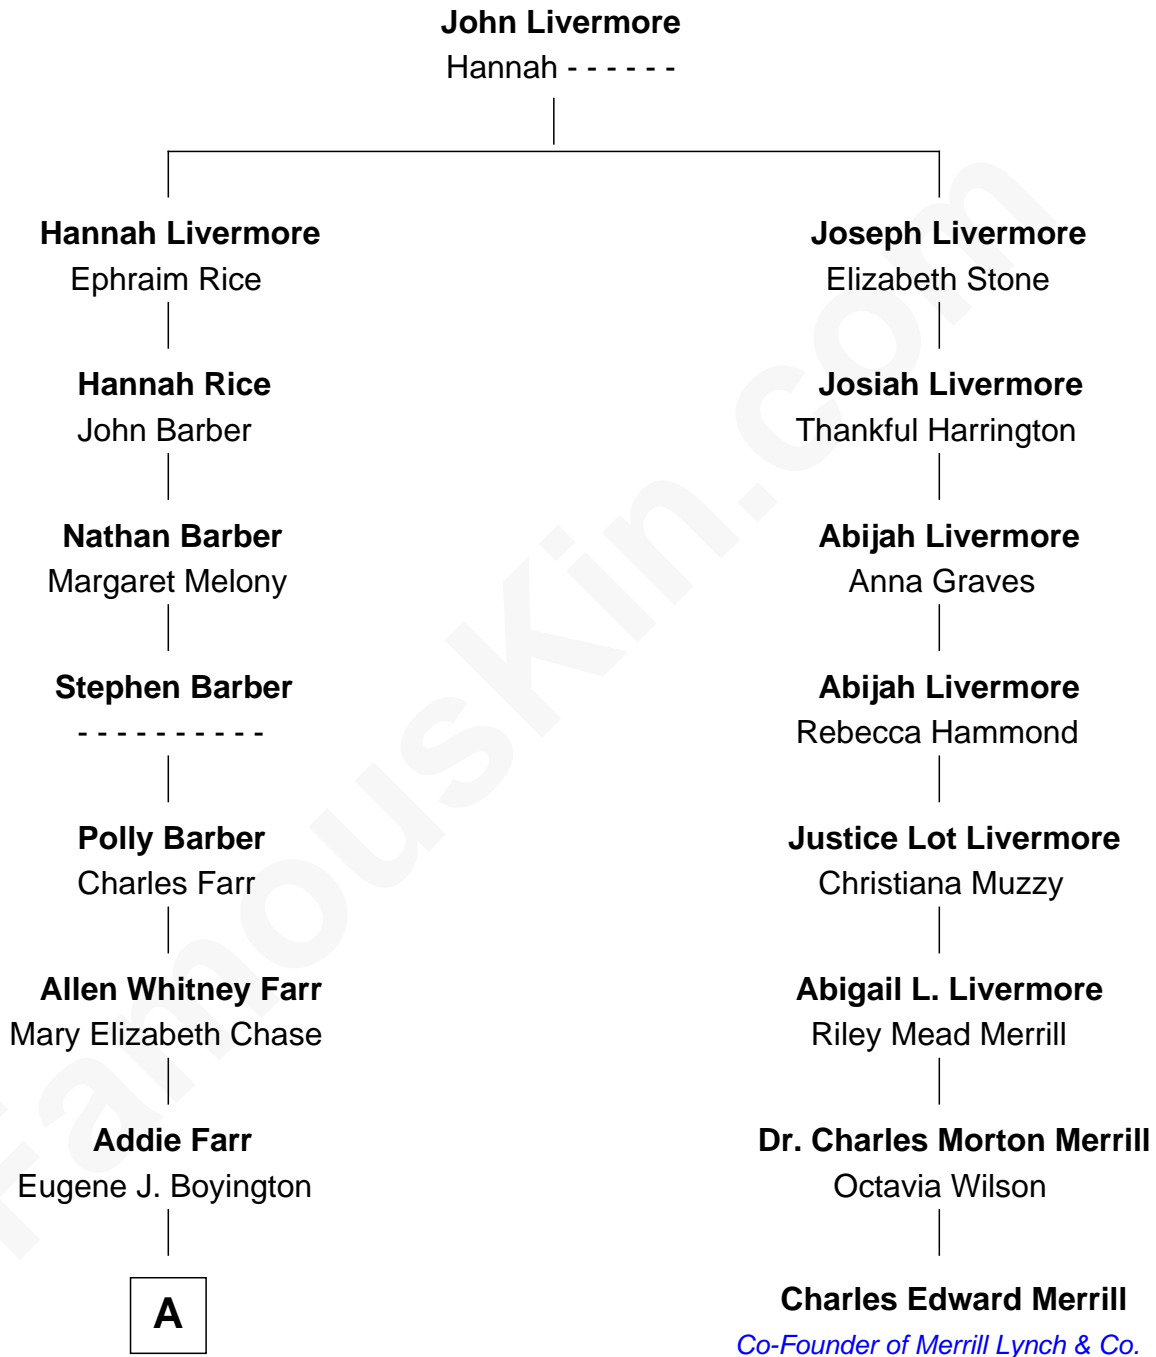 John Livermore
Hannah - - - - - -
Hannah Livermore
Ephraim Rice
Joseph Livermore
Elizabeth Stone
Hannah Rice
John Barber
Josiah Livermore
Thankful Harrington
Nathan Barber
Margaret Melony
Abijah Livermore
Anna Graves
Stephen Barber
- - - - - - - - - -
Abijah Livermore
Rebecca Hammond
Polly Barber
Charles Farr
Justice Lot Livermore
Christiana Muzzy
Allen Whitney Farr
Mary Elizabeth Chase
Abigail L. Livermore
Riley Mead Merrill
Addie Farr
Eugene J. Boyington
Dr. Charles Morton Merrill
Octavia Wilson
A
Charles Edward Merrill
Co-Founder of Merrill Lynch & Co.
FamousKin.com